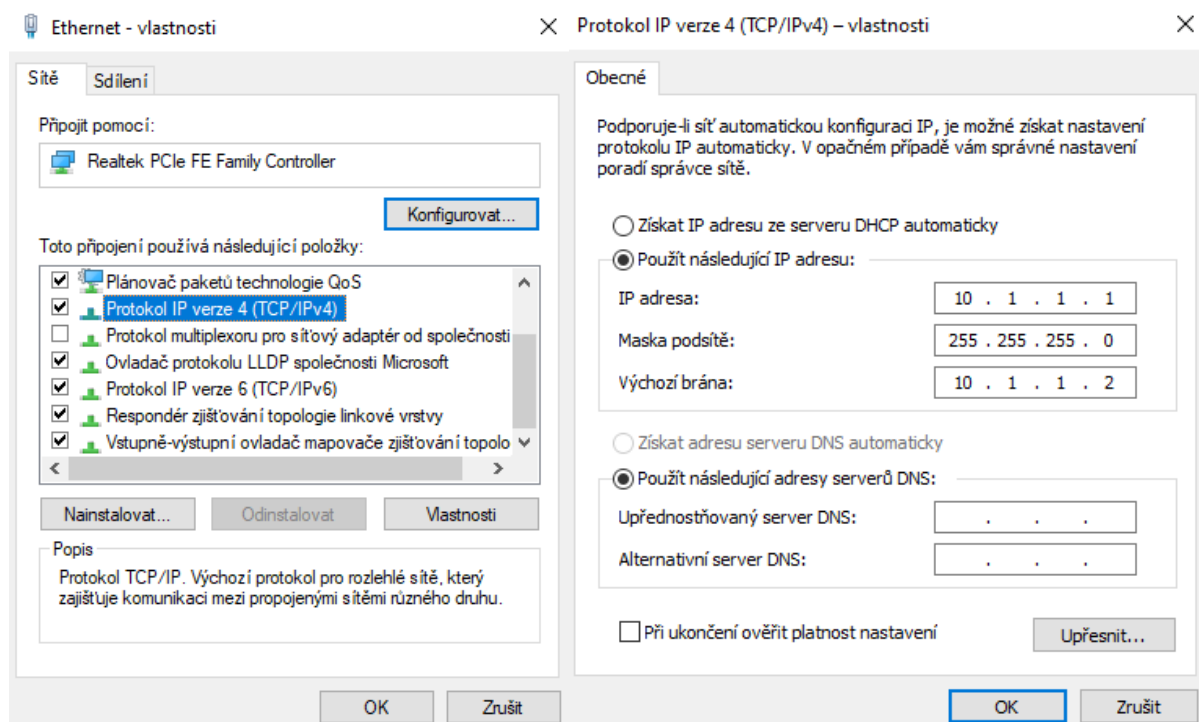 Ethernet - vlastnosti
Sítě
Sdílení
Připojit pomocí:
Realtek PCIe FE Family Controller
Konfigurovat...
Toto připojení používá následující položky:
Plánovač paketů technologie QoS
Protokol IP verze 4 (TCP/IPv4)
Protokol multiplexoru pro síťový adaptér od společnosti
Ovladač protokolu LLDP společnosti Microsoft
Protokol IP verze 6 (TCP/IPv6)
Respondér zjišťování topologie linkové vrstvy
Vstupně-výstupní ovladač mapovače zjišťování topolo
Nainstalovat...
Odinstalovat
Vlastnosti
Popis
Protokol TCP/IP. Výchozí protokol pro rozlehlé sítě, který
zajišťuje komunikaci mezi propojenými sítěmi různého druhu.
OK
Zrušit
Protokol IP verze 4 (TCP/IPv4) – vlastnosti
Obecné
Podporuje-li síť automatickou konfiguraci IP, je možné získat nastavení
protokolu IP automaticky. V opačném případě vám správné nastavení
poradí správce sítě.
Získat IP adresu ze serveru DHCP automaticky
Použít následující IP adresu:
IP adresa: 10 . 1 . 1 . 1
Maska podsítě: 255 . 255 . 255 . 0
Výchozí brána: 10 . 1 . 1 . 2
Získat adresu serveru DNS automaticky
Použít následující adresy serverů DNS:
Upřednostňovaný server DNS: . . .
Alternativní server DNS: . . .
Při ukončení ověřit platnost nastavení
Upřesnit...
OK
Zrušit